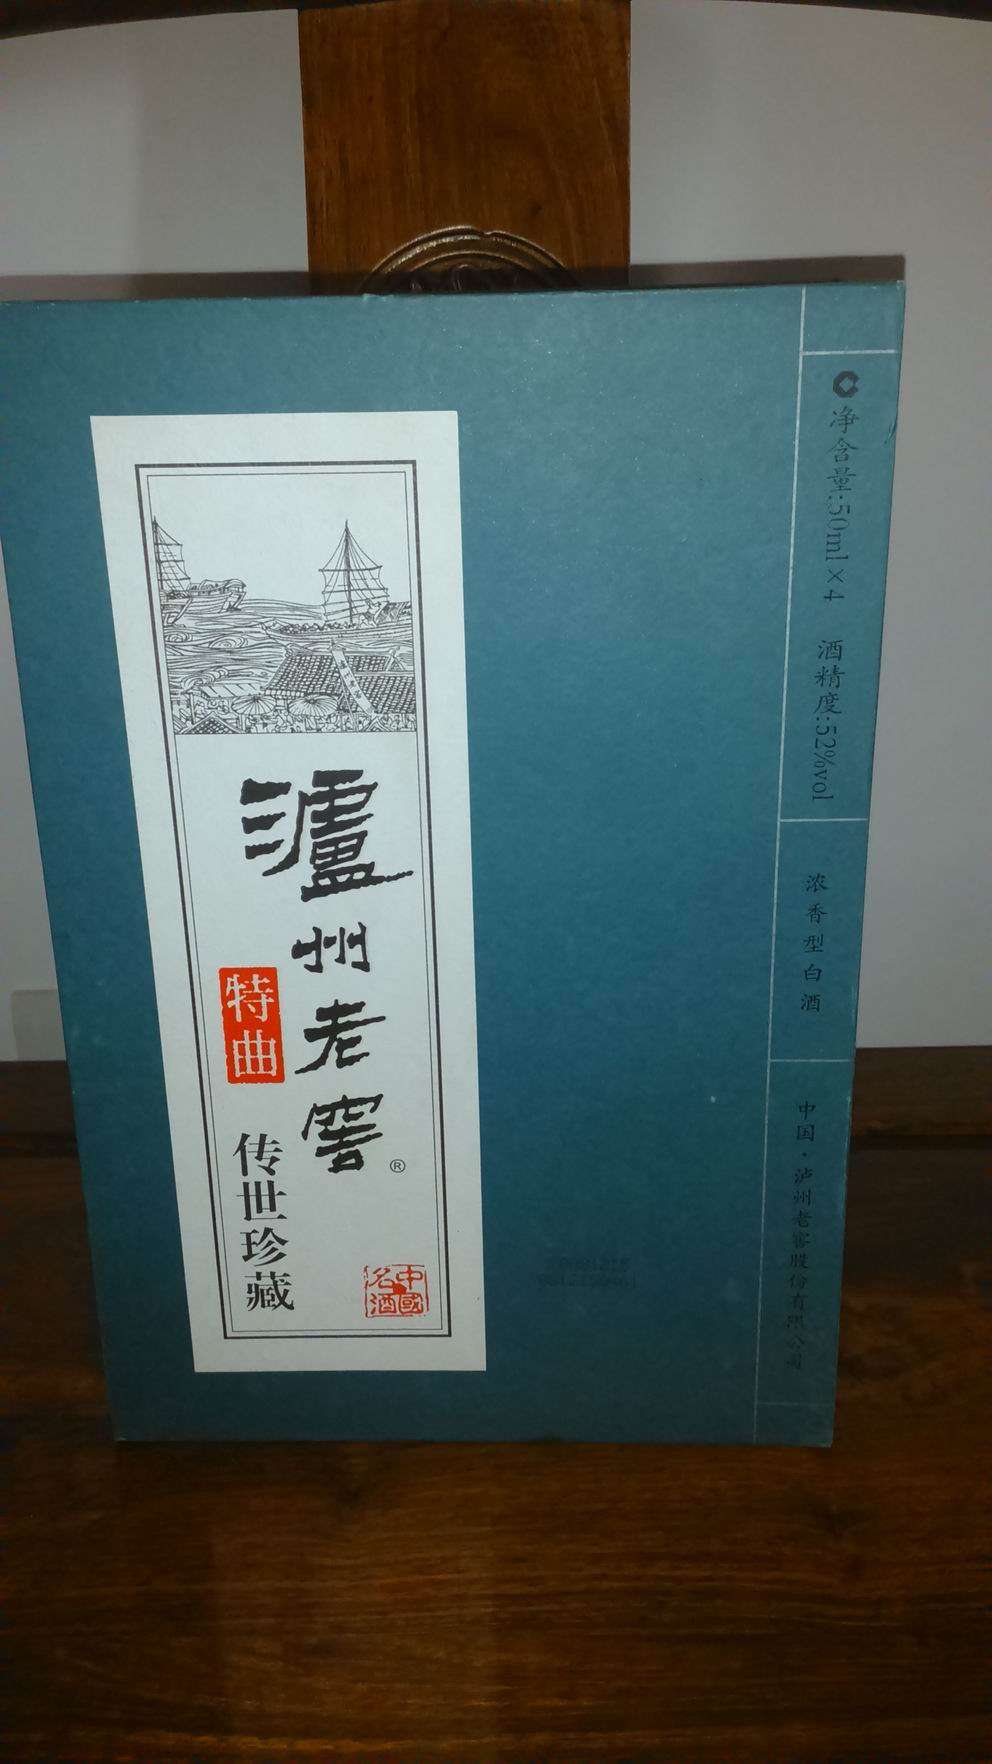 瀘州老窖®
特曲
传世珍藏
中國名酒
净含量:50ml×4 酒精度:52%vol
浓香型白酒
中国·泸州老窖股份有限公司